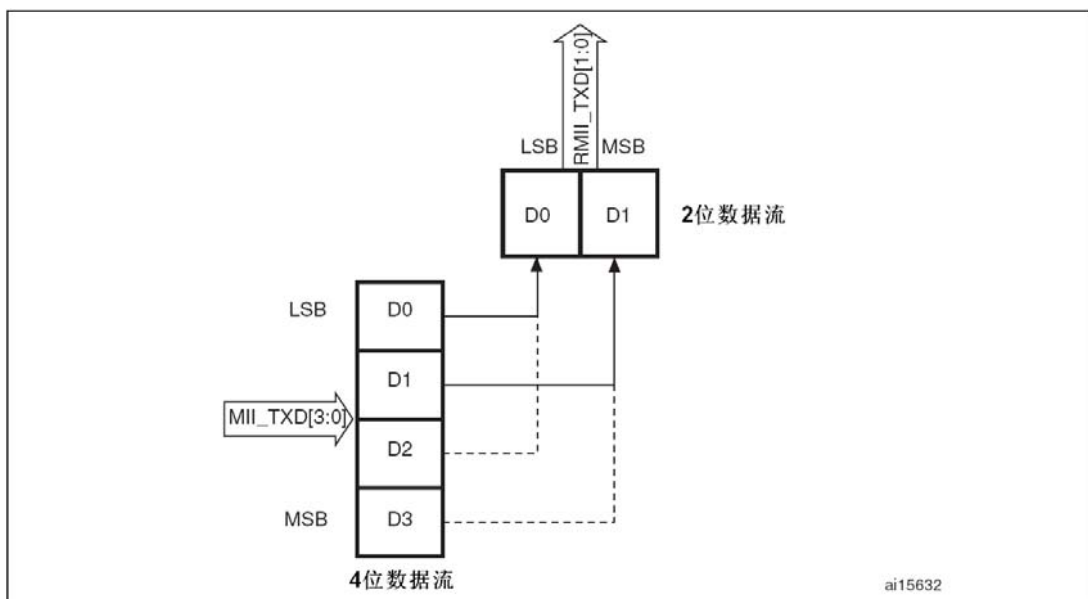 RMII_TXD[1:0]
LSB MSB
D0 D1 2位数据流
LSB D0
D1
MII_TXD[3:0]
D2
MSB D3
4位数据流
ai15632